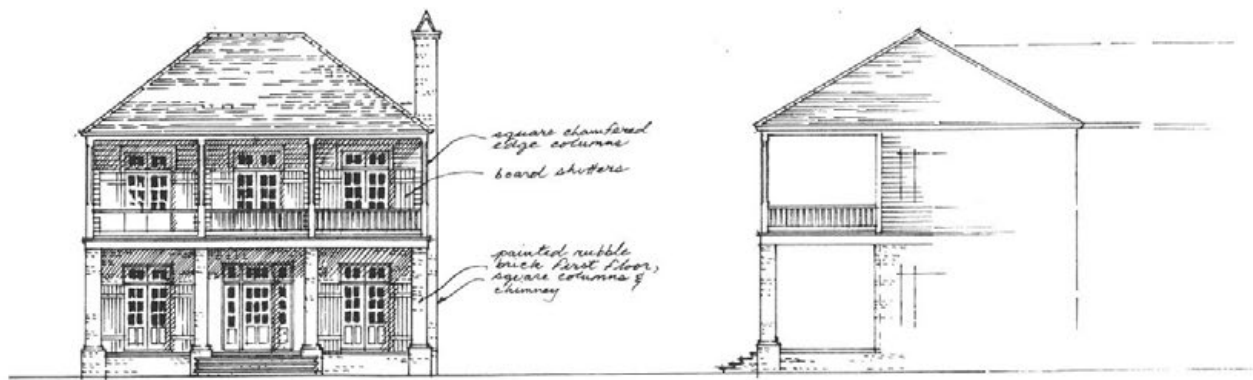 square chamfered
edge columns
board shutters
painted rubble
brick first floor,
square columns &
chimney